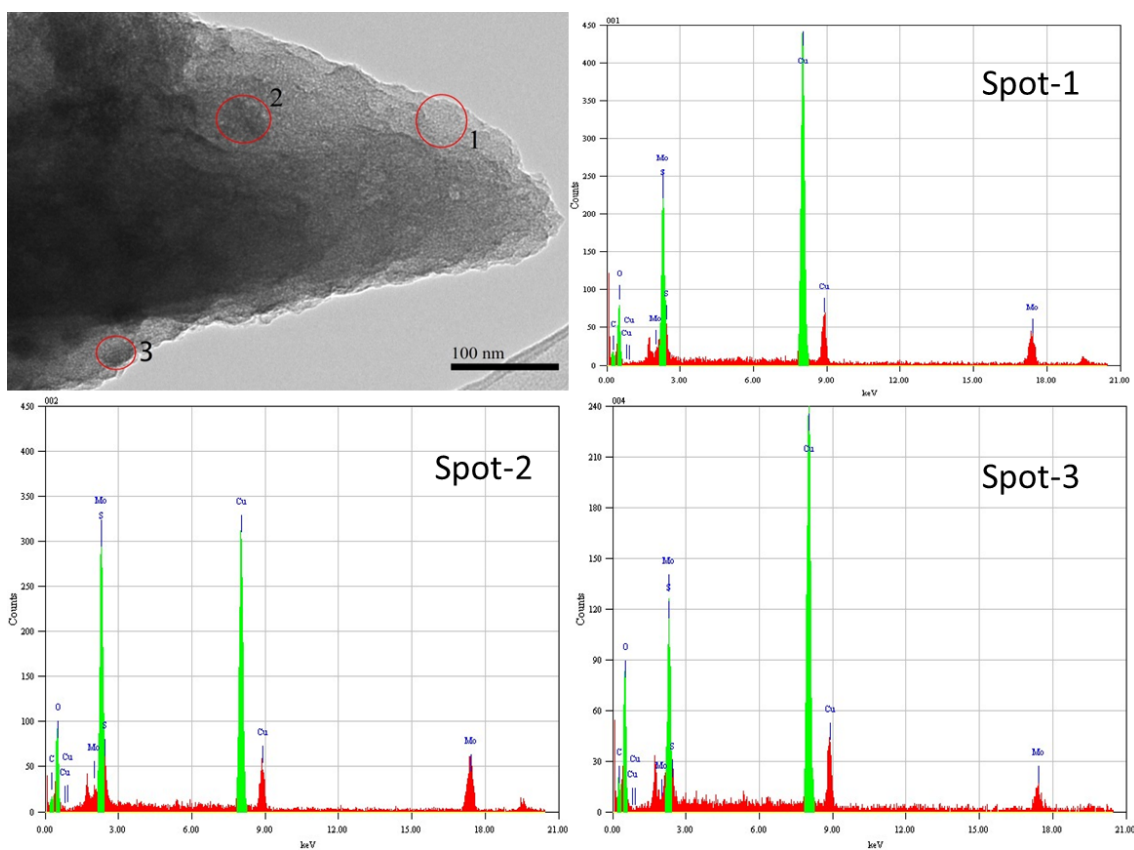 1
2
3
100 nm
001
Spot-1
450
400
350
300
250
200
150
100
50
0
Counts
Cu
Mo
S
O
S
C
Cu
Cu
Mo
Cu
Mo
0.00 3.00 6.00 9.00 12.00 15.00 18.00 21.00
keV
002
Spot-2
450
400
350
300
250
200
150
100
50
0
Counts
Mo
S
Cu
O
S
C
Cu
Cu
Mo
Cu
Mo
0.00 3.00 6.00 9.00 12.00 15.00 18.00 21.00
keV
004
Spot-3
240
210
180
150
120
90
60
30
0
Counts
Cu
Mo
S
O
S
C
Cu
Cu
Mo
Cu
Mo
0.00 3.00 6.00 9.00 12.00 15.00 18.00 21.00
keV